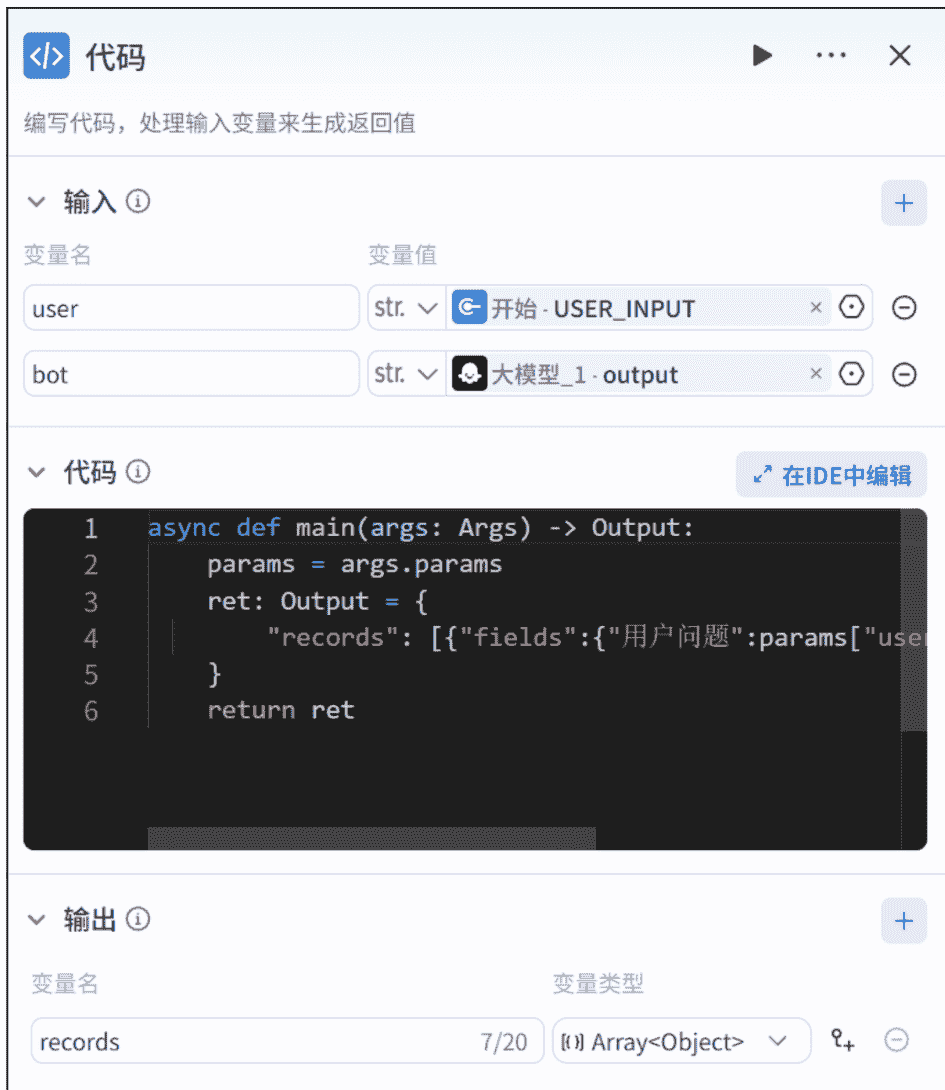 代码
编写代码，处理输入变量来生成返回值
输入
变量名 变量值
user str. 开始 · USER_INPUT
bot str. 大模型_1 · output
代码 在IDE中编辑
1 async def main(args: Args) -> Output:
2 params = args.params
3 ret: Output = {
4 "records": [{"fields":{"用户问题":params["user
5 }
6 return ret
输出
变量名 变量类型
records 7/20 Array<Object>